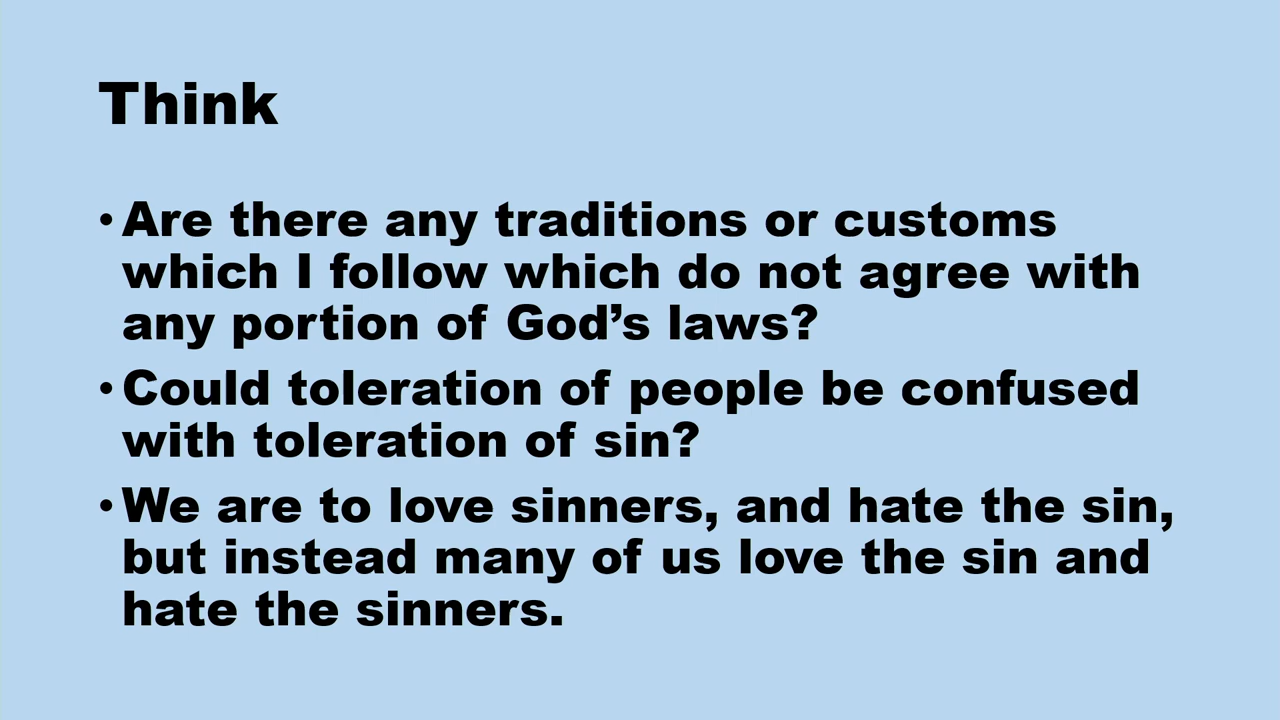 Think
• Are there any traditions or customs
which I follow which do not agree with
any portion of God’s laws?
• Could toleration of people be confused
with toleration of sin?
• We are to love sinners, and hate the sin,
but instead many of us love the sin and
hate the sinners.